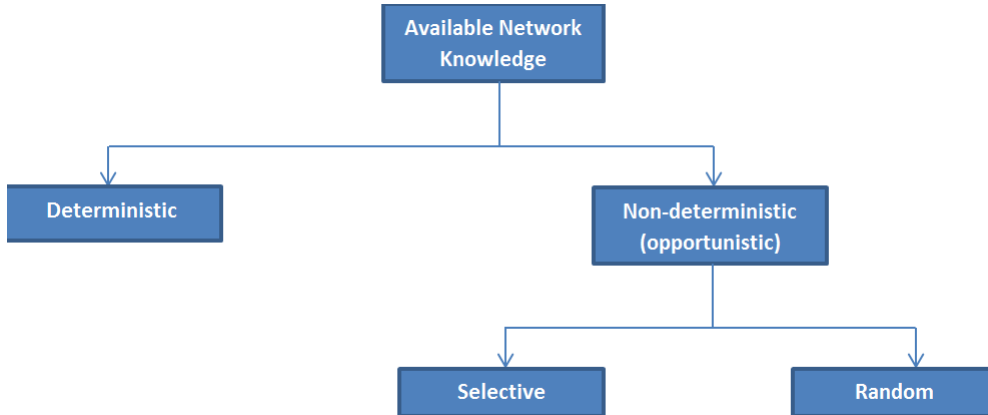 Available Network
Knowledge
Deterministic
Non-deterministic
(opportunistic)
Selective
Random